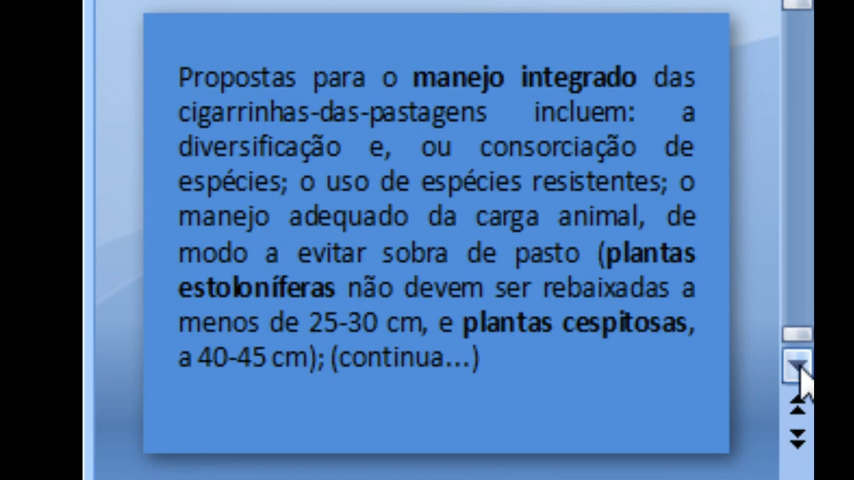 Propostas para o manejo integrado das
cigarrinhas-das-pastagens incluem: a
diversificação e, ou consorciação de
espécies; o uso de espécies resistentes; o
manejo adequado da carga animal, de
modo a evitar sobra de pasto (plantas
estoloníferas não devem ser rebaixadas a
menos de 25-30 cm, e plantas cespitosas,
a 40-45 cm); (continua...)